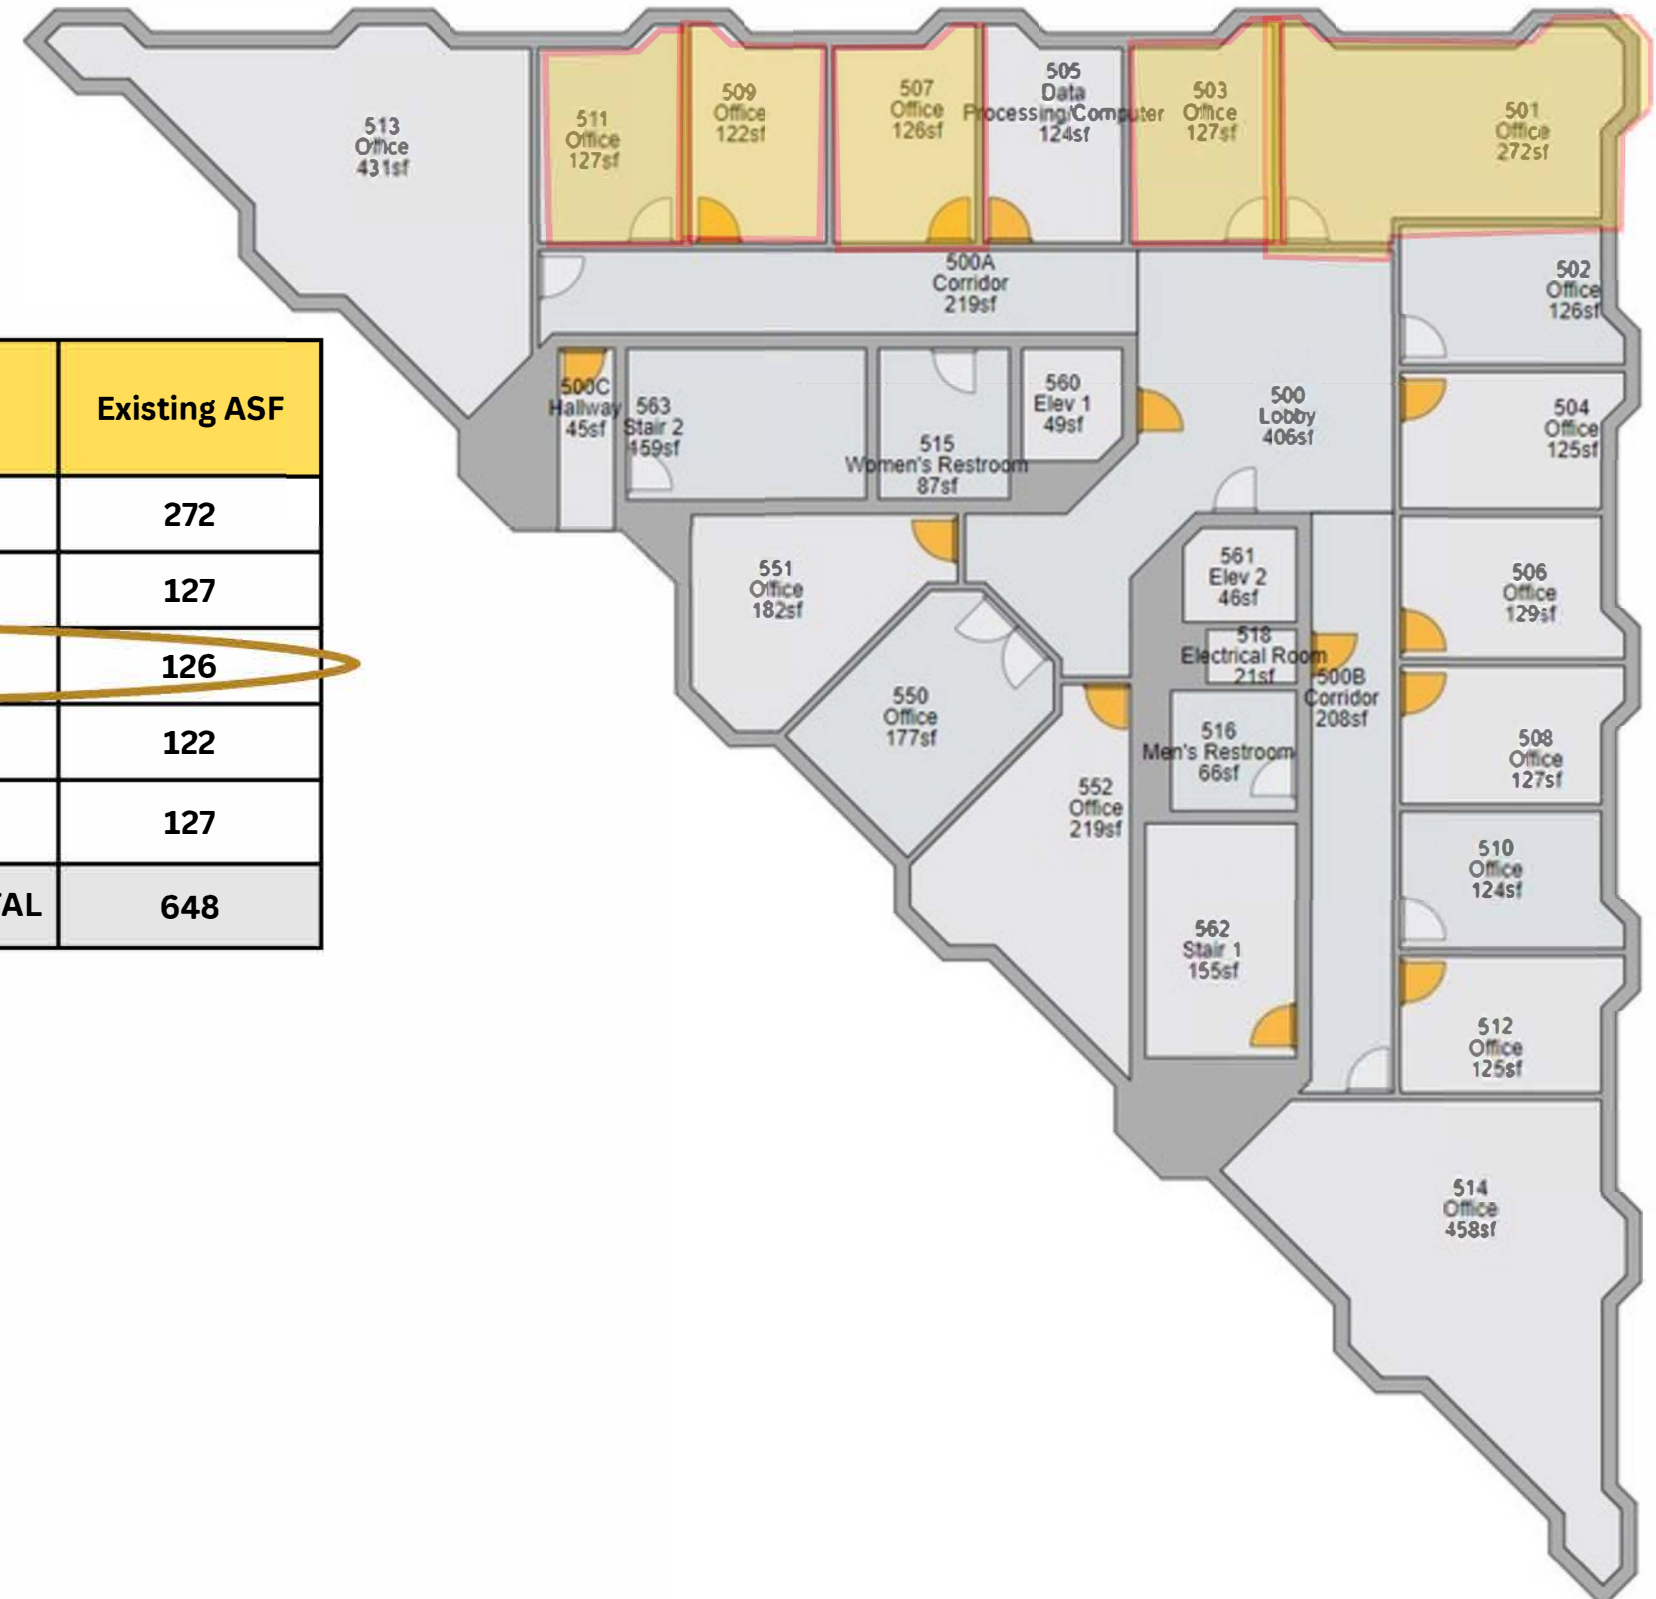 505
Data
Processing/Computer
124sf
509
Office
122sf
507
Office
126sf
503
Office
127sf
501
Office
272sf
511
Office
127sf
513
Office
431sf
500A
Corridor
219sf
502
Office
126sf
Existing ASF
272
127
126
122
127
TAL
648
500C
Hallway
45sf
563
Stair 2
159sf
515
Women's Restroom
87sf
560
Elev 1
49sf
500
Lobby
406sf
504
Office
125sf
551
Office
182sf
561
Elev 2
46sf
506
Office
129sf
518
Electrical Room
21sf
500B
Corridor
208sf
550
Office
177sf
516
Men's Restroom
66sf
508
Office
127sf
552
Office
219sf
510
Office
124sf
562
Stair 1
155sf
512
Office
125sf
514
Office
458sf